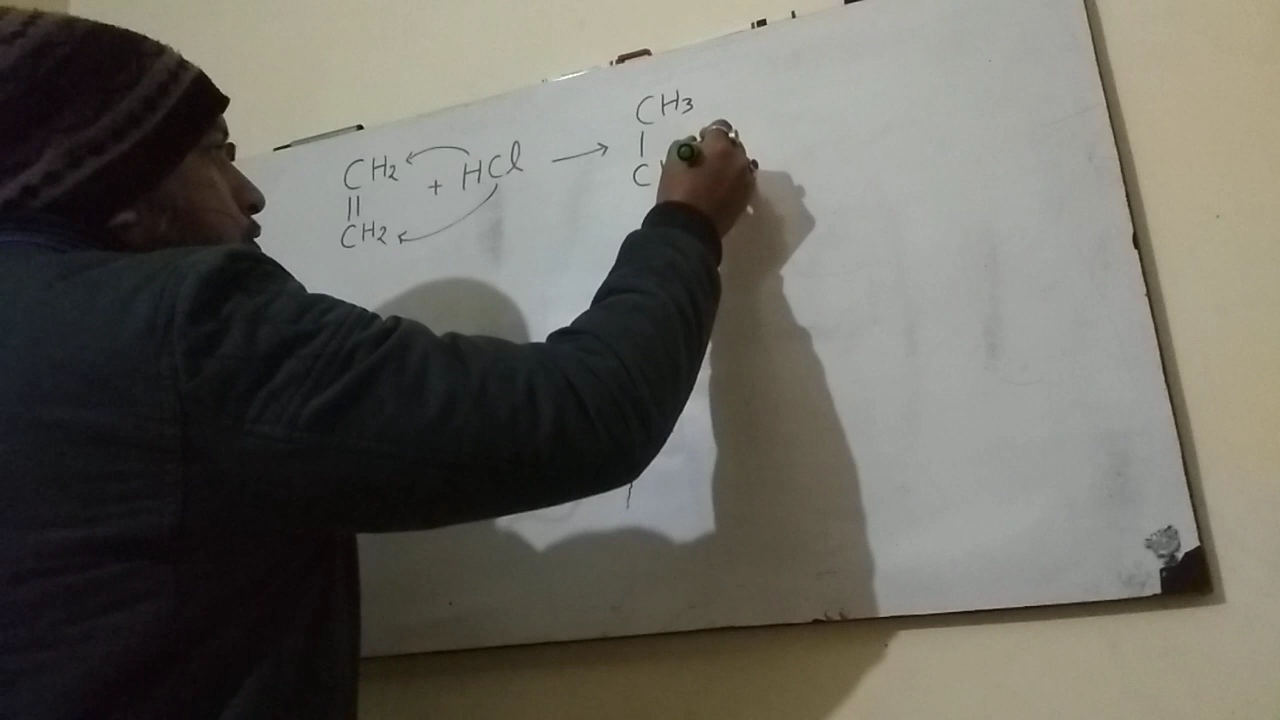 CH2 + HCl → CH3
||
|
CH2
C